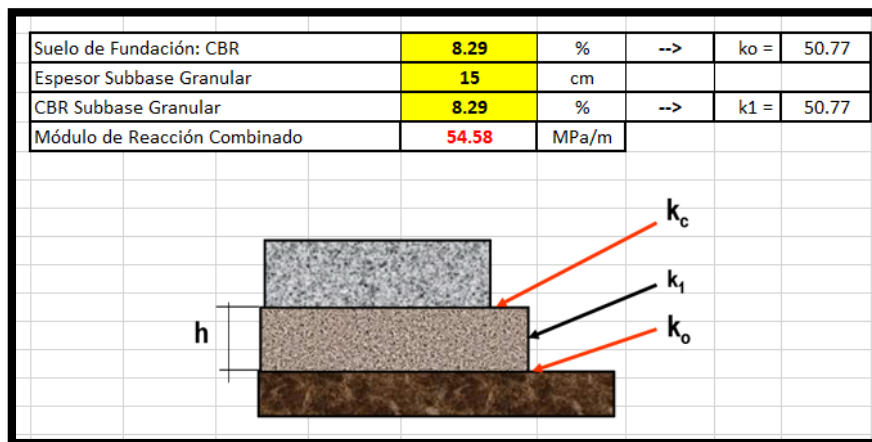 Suelo de Fundación: CBR 8.29 % --> ko = 50.77
Espesor Subbase Granular 15 cm
CBR Subbase Granular 8.29 % --> k1 = 50.77
Módulo de Reacción Combinado 54.58 MPa/m
kc
k1
h
ko